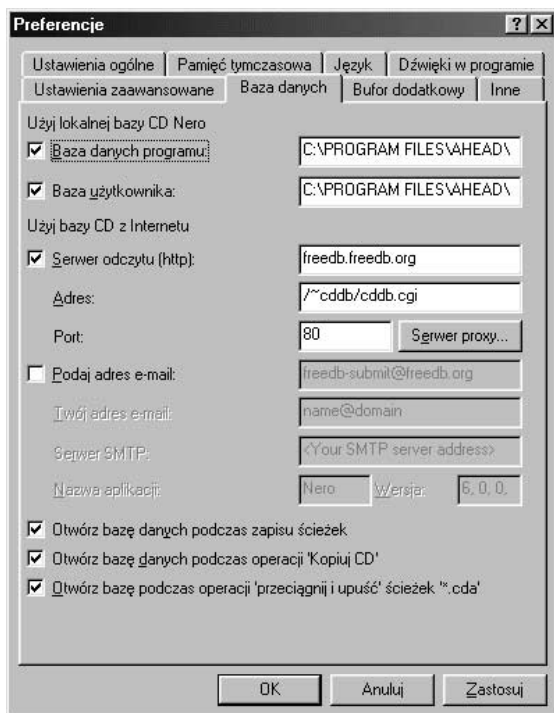 Preferencje
Ustawienia ogólne Pamięć tymczasowa Język Dźwięki w programie
Ustawienia zaawansowane Baza danych Bufor dodatkowy Inne
Użyj lokalnej bazy CD Nero
Baza danych programu: C:\PROGRAM FILES\AHEAD\
Baza użytkownika: C:\PROGRAM FILES\AHEAD\
Użyj bazy CD z Internetu
Serwer odczytu (http): freedb.freedb.org
Adres: /~cddb/cddb.cgi
Port: 80 Serwer proxy...
Podaj adres e-mail: freedb-submit@freedb.org
Twój adres e-mail: name@domain
Serwer SMTP: <Your SMTP server address>
Nazwa aplikacji: Nero Wersja: 6, 0, 0,
Otwórz bazę danych podczas zapisu ścieżek
Otwórz bazę danych podczas operacji 'Kopiuj CD'
Otwórz bazę podczas operacji 'przeciągnij i upuść' ścieżek '*.cda'
OK Anuluj Zastosuj